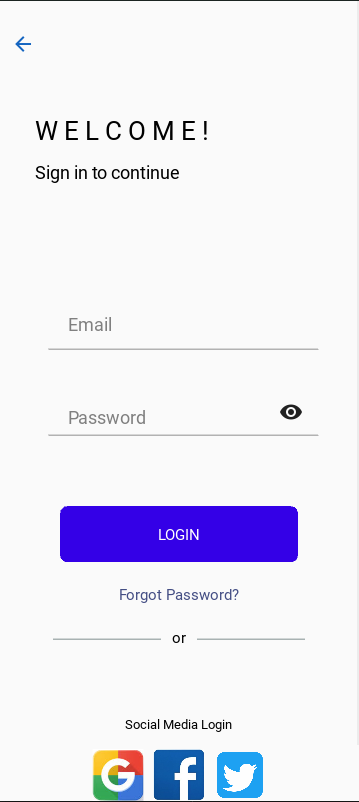 WELCOME!
Sign in to continue
Email
Password
LOGIN
Forgot Password?
or
Social Media Login
G f